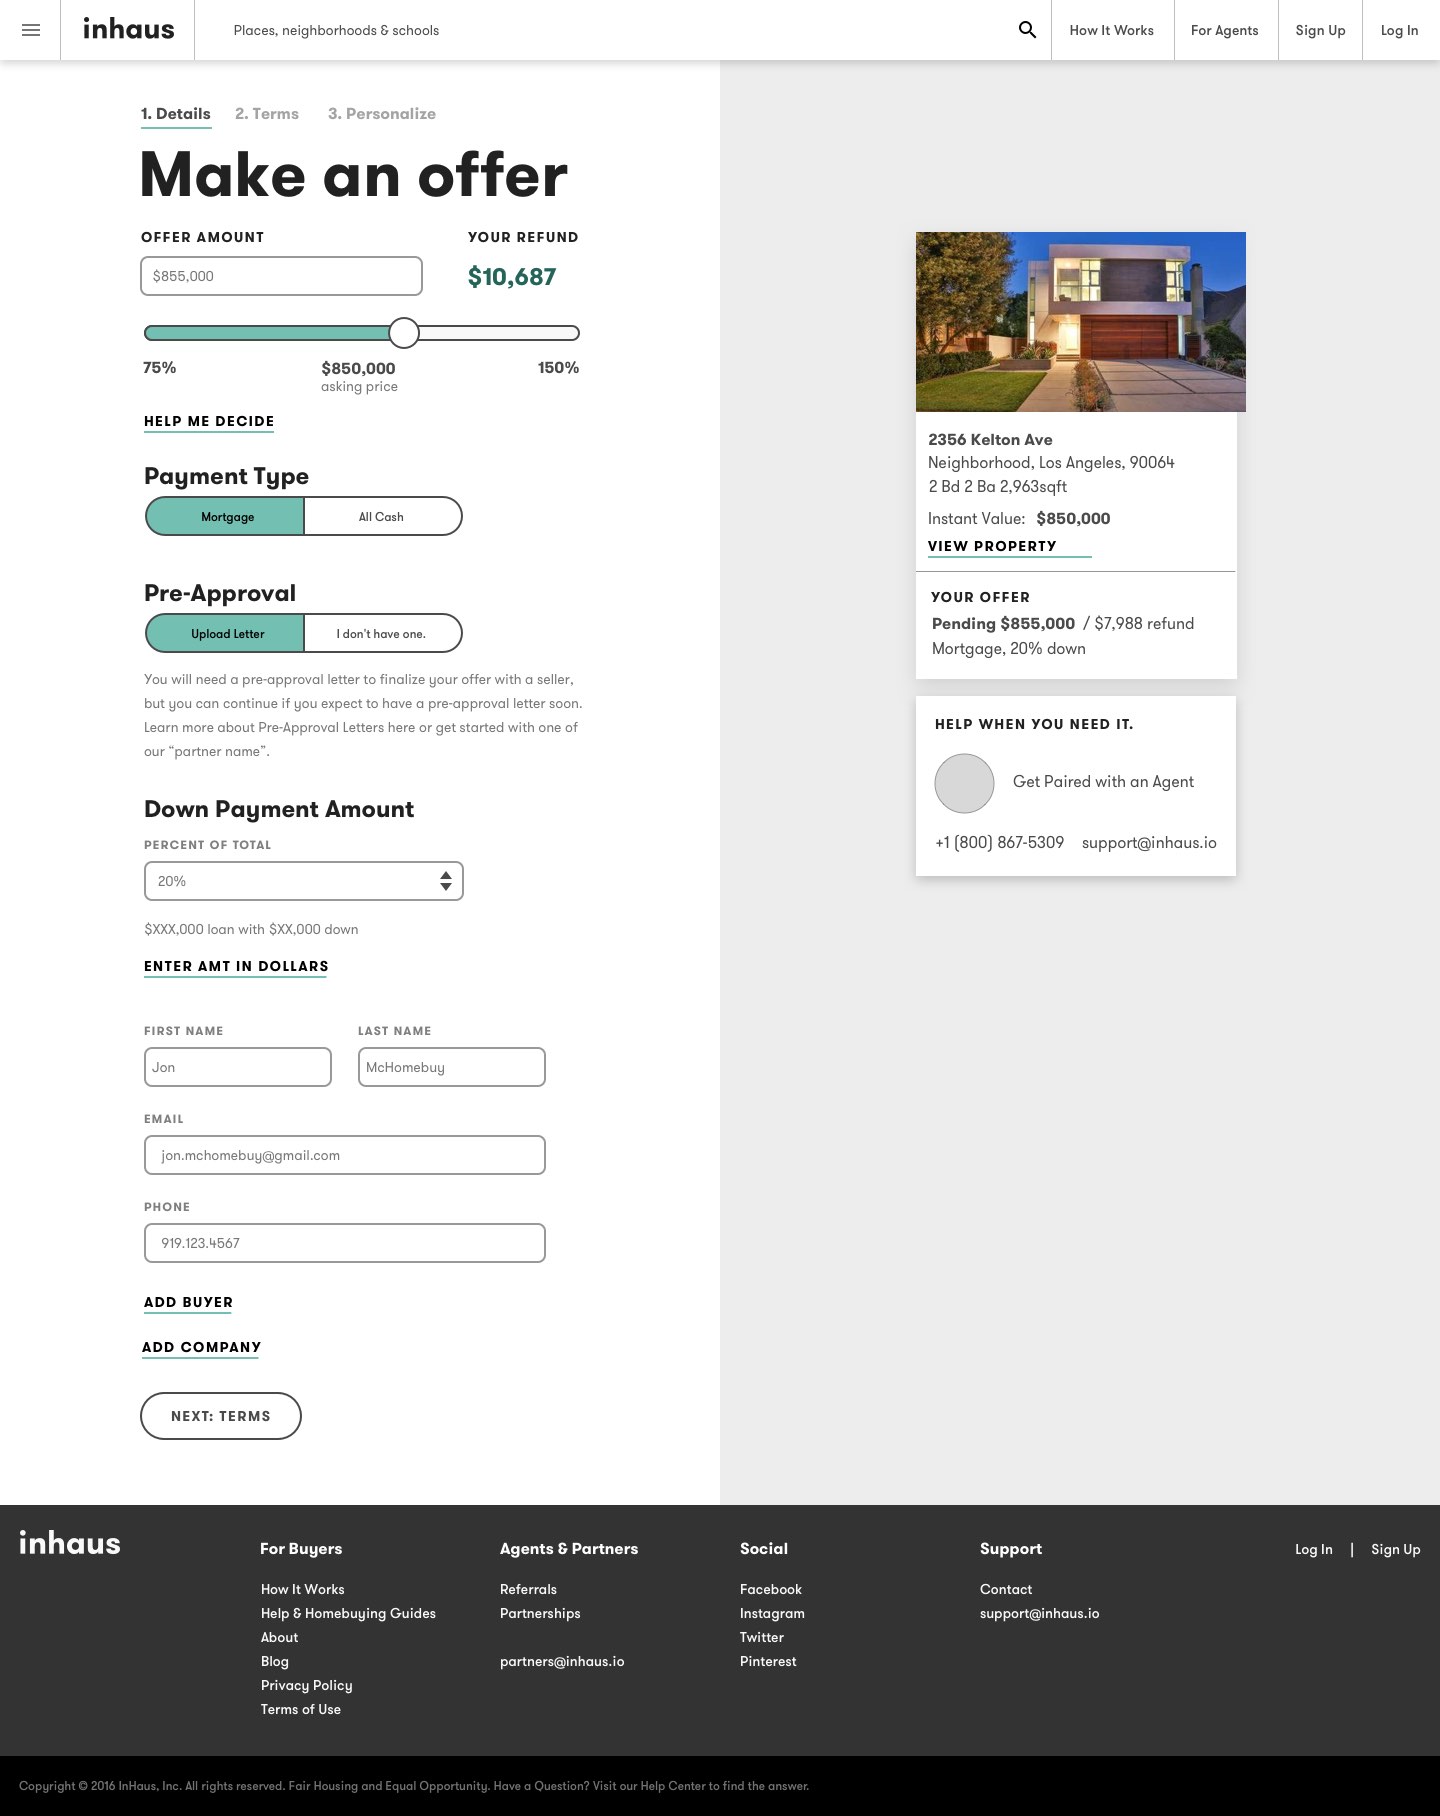 inhaus
Places, neighborhoods & schools
How It Works
For Agents
Sign Up
Log In
1. Details
2. Terms
3. Personalize
Make an offer
OFFER AMOUNT
YOUR REFUND
$855,000
$10,687
75%
$850,000
150%
asking price
HELP ME DECIDE
Payment Type
Mortgage
All Cash
Pre-Approval
Upload Letter
I don't have one.
You will need a pre-approval letter to finalize your offer with a seller,
but you can continue if you expect to have a pre-approval letter soon.
Learn more about Pre-Approval Letters here or get started with one of
our “partner name”.
Down Payment Amount
PERCENT OF TOTAL
20%
$XXX,000 loan with $XX,000 down
ENTER AMT IN DOLLARS
FIRST NAME
LAST NAME
Jon
McHomebuy
EMAIL
jon.mchomebuy@gmail.com
PHONE
919.123.4567
ADD BUYER
ADD COMPANY
NEXT: TERMS
2356 Kelton Ave
Neighborhood, Los Angeles, 90064
2 Bd 2 Ba 2,963sqft
Instant Value: $850,000
VIEW PROPERTY
YOUR OFFER
Pending $855,000 / $7,988 refund
Mortgage, 20% down
HELP WHEN YOU NEED IT.
Get Paired with an Agent
+1 (800) 867-5309 support@inhaus.io
inhaus
For Buyers
How It Works
Help & Homebuying Guides
About
Blog
Privacy Policy
Terms of Use
Agents & Partners
Referrals
Partnerships
partners@inhaus.io
Social
Facebook
Instagram
Twitter
Pinterest
Support
Contact
support@inhaus.io
Log In | Sign Up
Copyright © 2016 InHaus, Inc. All rights reserved. Fair Housing and Equal Opportunity. Have a Question? Visit our Help Center to find the answer.